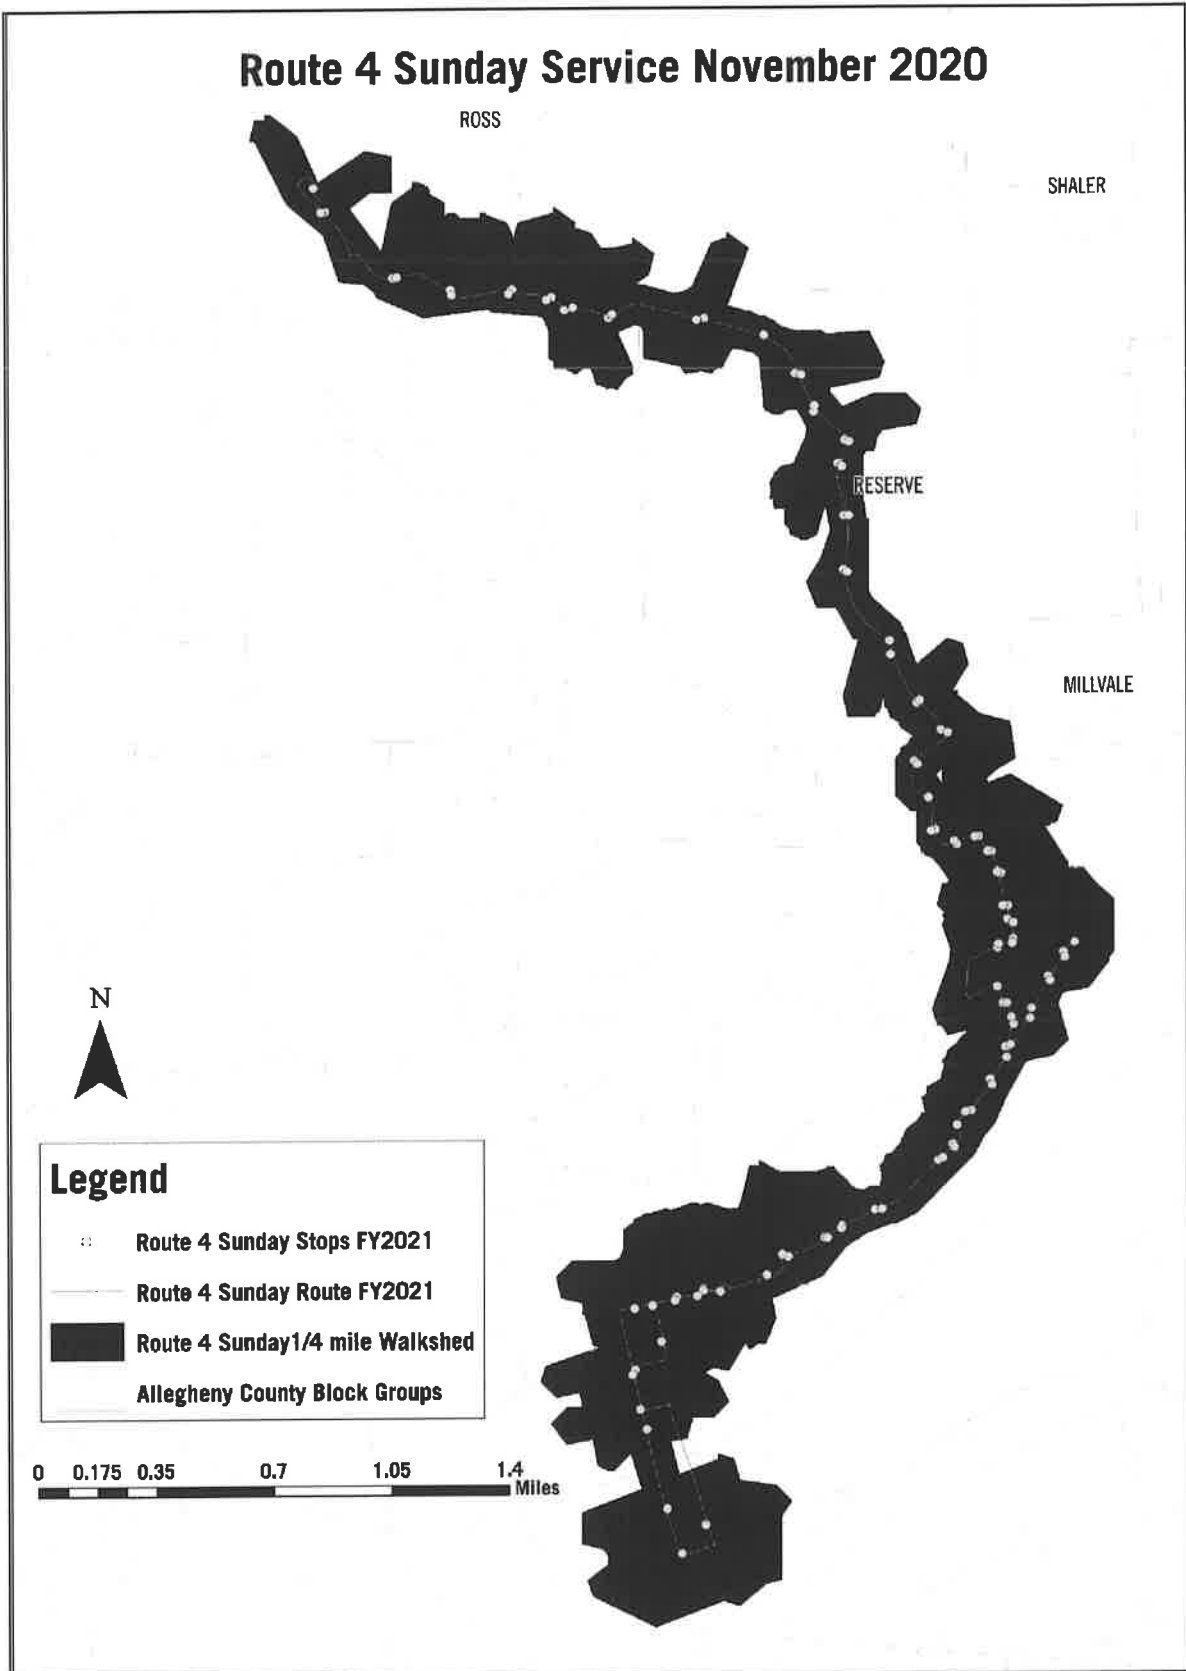 Route 4 Sunday Service November 2020
ROSS
SHALER
RESERVE
MILLVALE
N
Legend
Route 4 Sunday Stops FY2021
Route 4 Sunday Route FY2021
Route 4 Sunday1/4 mile Walkshed
Allegheny County Block Groups
0 0.175 0.35 0.7 1.05 1.4
Miles